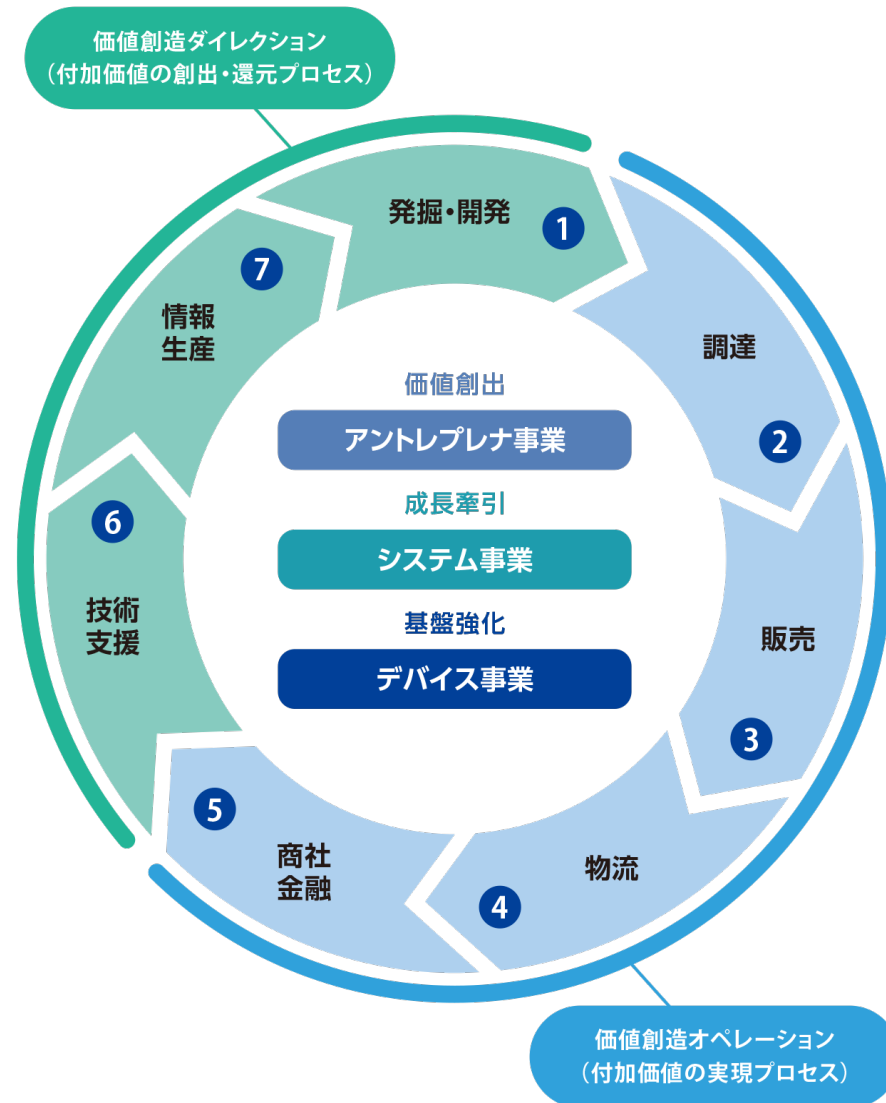 価値創造ダイレクション
（付加価値の創出・還元プロセス）
発掘・開発
1
調達
2
販売
3
物流
4
商社
金融
5
技術
支援
6
情報
生産
7
価値創出
アントレプレナ事業
成長牽引
システム事業
基盤強化
デバイス事業
価値創造オペレーション
（付加価値の実現プロセス）